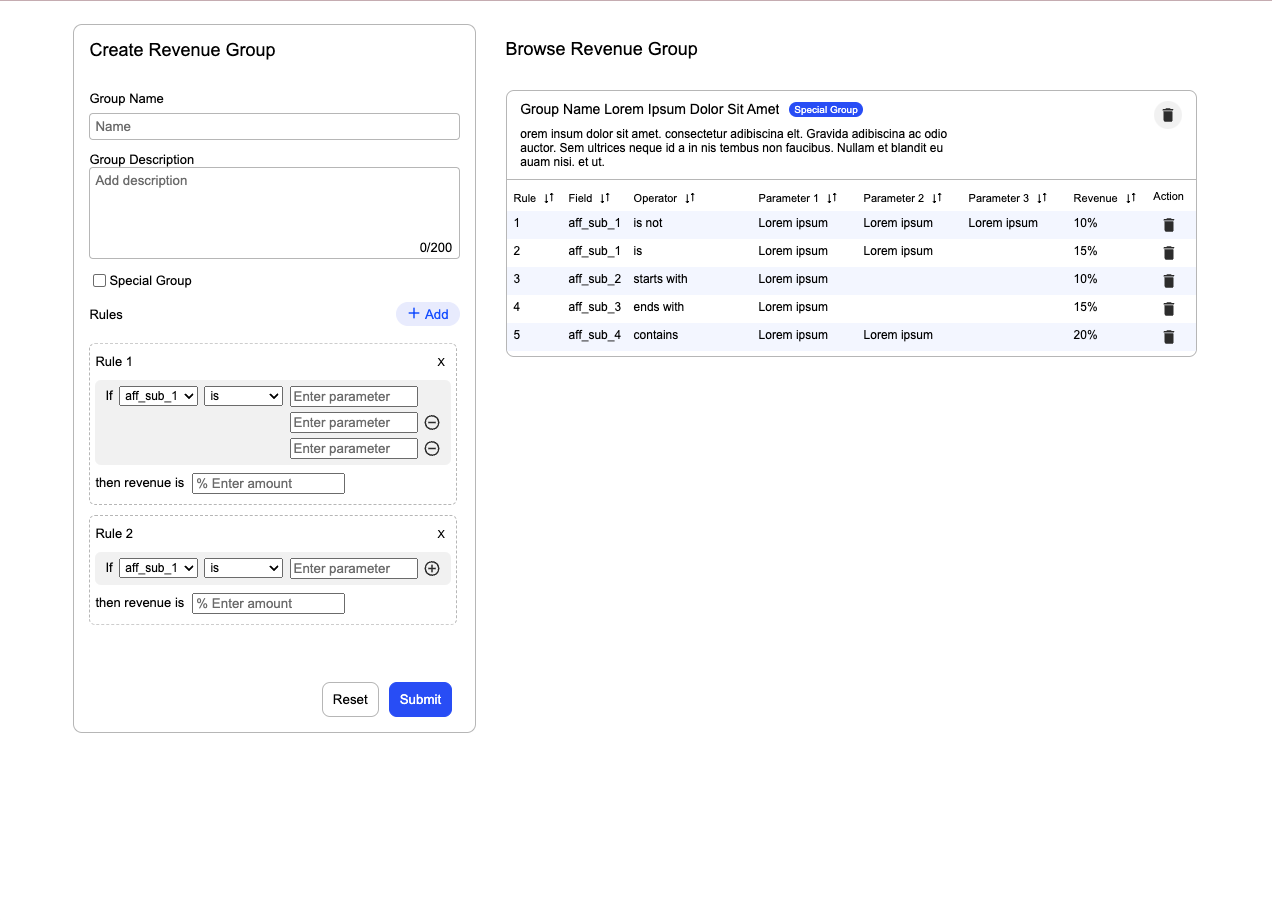 Create Revenue Group
Group Name
Name
Group Description
Add description
0/200
Special Group
Rules
+ Add
Rule 1 x
If aff_sub_1 is Enter parameter
Enter parameter
Enter parameter
then revenue is % Enter amount
Rule 2 x
If aff_sub_1 is Enter parameter
then revenue is % Enter amount
Reset Submit
Browse Revenue Group
Group Name Lorem Ipsum Dolor Sit Amet Special Group
orem insum dolor sit amet. consectetur adibiscina elt. Gravida adibiscina ac odio
auctor. Sem ultrices neque id a in nis tembus non faucibus. Nullam et blandit eu
auam nisi. et ut.
Rule Field Operator Parameter 1 Parameter 2 Parameter 3 Revenue Action
1 aff_sub_1 is not Lorem ipsum Lorem ipsum Lorem ipsum 10%
2 aff_sub_1 is Lorem ipsum Lorem ipsum 15%
3 aff_sub_2 starts with Lorem ipsum 10%
4 aff_sub_3 ends with Lorem ipsum 15%
5 aff_sub_4 contains Lorem ipsum Lorem ipsum 20%